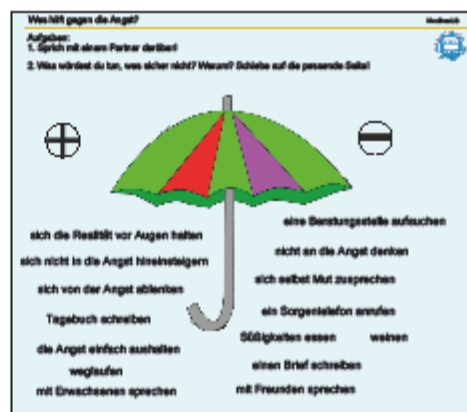 Was hilft gegen die Angst?
Aufgaben:
1. Sprich mit einem Partner darüber!
2. Was würdest du tun, was sicher nicht? Warum? Schiebe auf die passende Seite!
eine Beratungsstelle aufsuchen
sich die Realität vor Augen halten
nicht an die Angst denken
sich nicht in die Angst hineinsteigern
sich selbst Mut zusprechen
sich von der Angst ablenken
ein Sorgentelefon anrufen
Tagebuch schreiben
Süßigkeiten essen weinen
die Angst einfach aushalten
einen Brief schreiben
weglaufen
mit Erwachsenen sprechen
mit Freunden sprechen